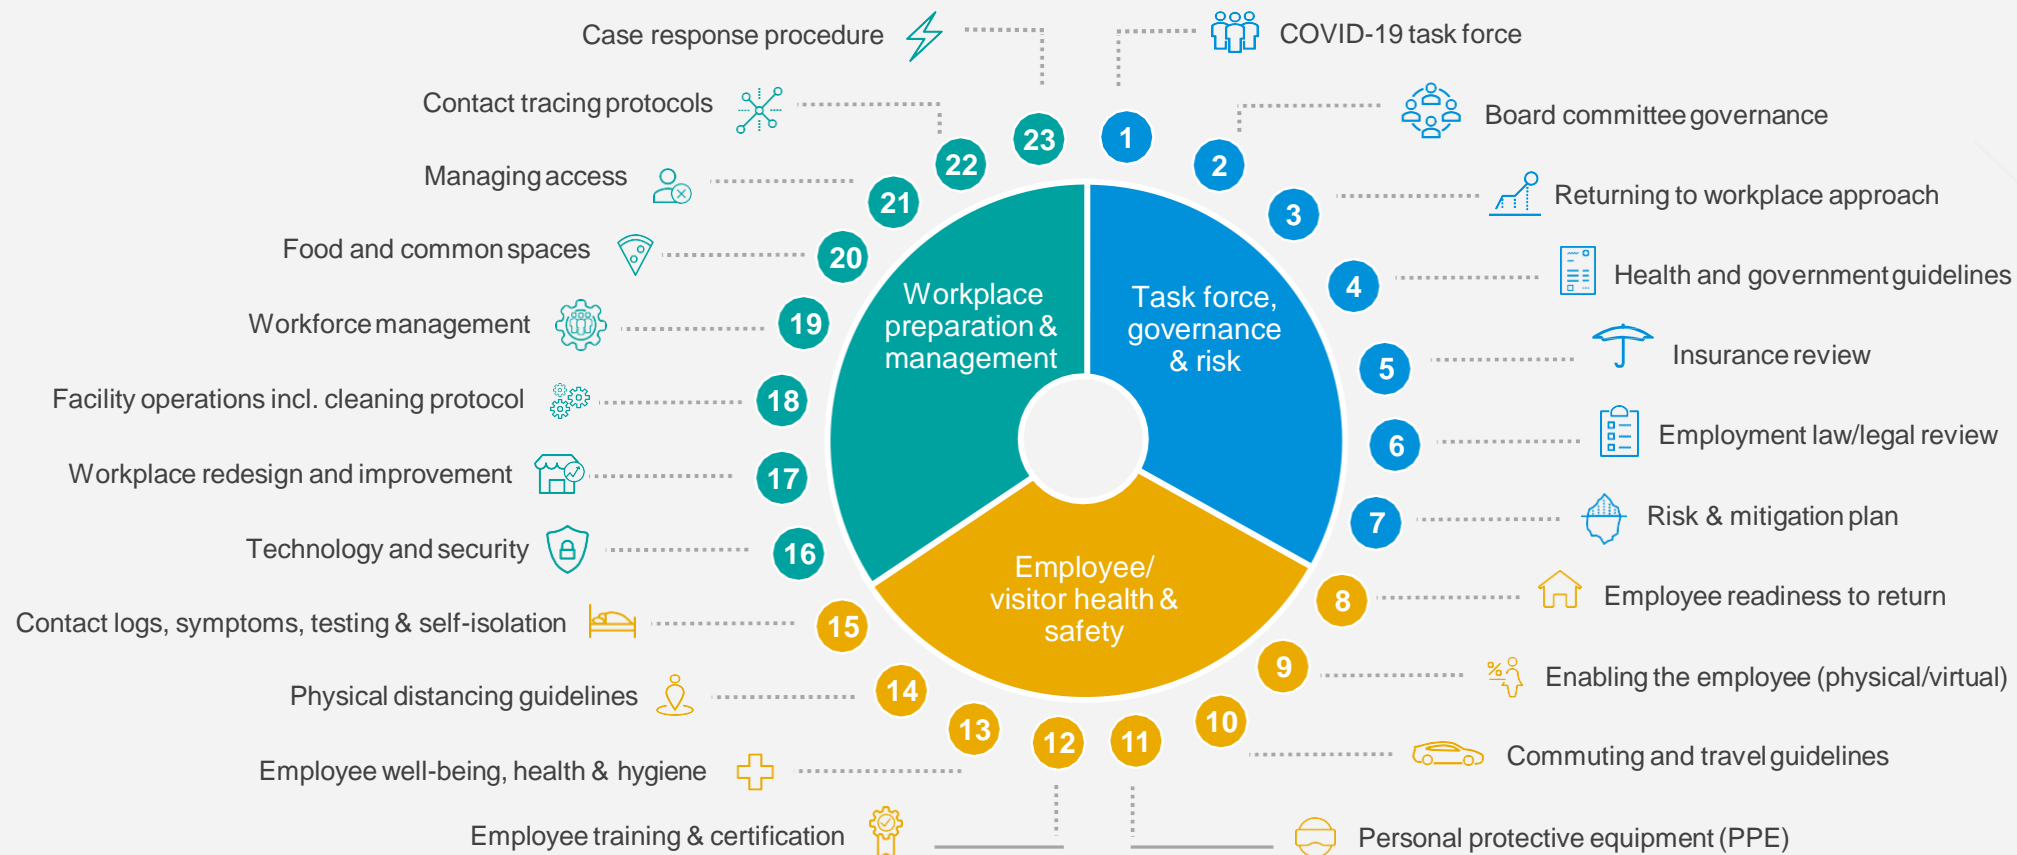 Case response procedure
23
1
COVID-19 task force
Contact tracing protocols
22
2
Board committee governance
Managing access
21
3
Returning to workplace approach
Food and common spaces
20
4
Health and government guidelines
Workforce management
19
5
Insurance review
Facility operations incl. cleaning protocol
18
6
Employment law/legal review
Workplace redesign and improvement
17
7
Risk & mitigation plan
Technology and security
16
8
Employee readiness to return
Contact logs, symptoms, testing & self-isolation
15
9
Enabling the employee (physical/virtual)
Physical distancing guidelines
14
10
Commuting and travel guidelines
Employee well-being, health & hygiene
13
Employee training & certification
12
11
Personal protective equipment (PPE)
Workplace
preparation &
management
Task force,
governance
& risk
Employee/
visitor health &
safety
%